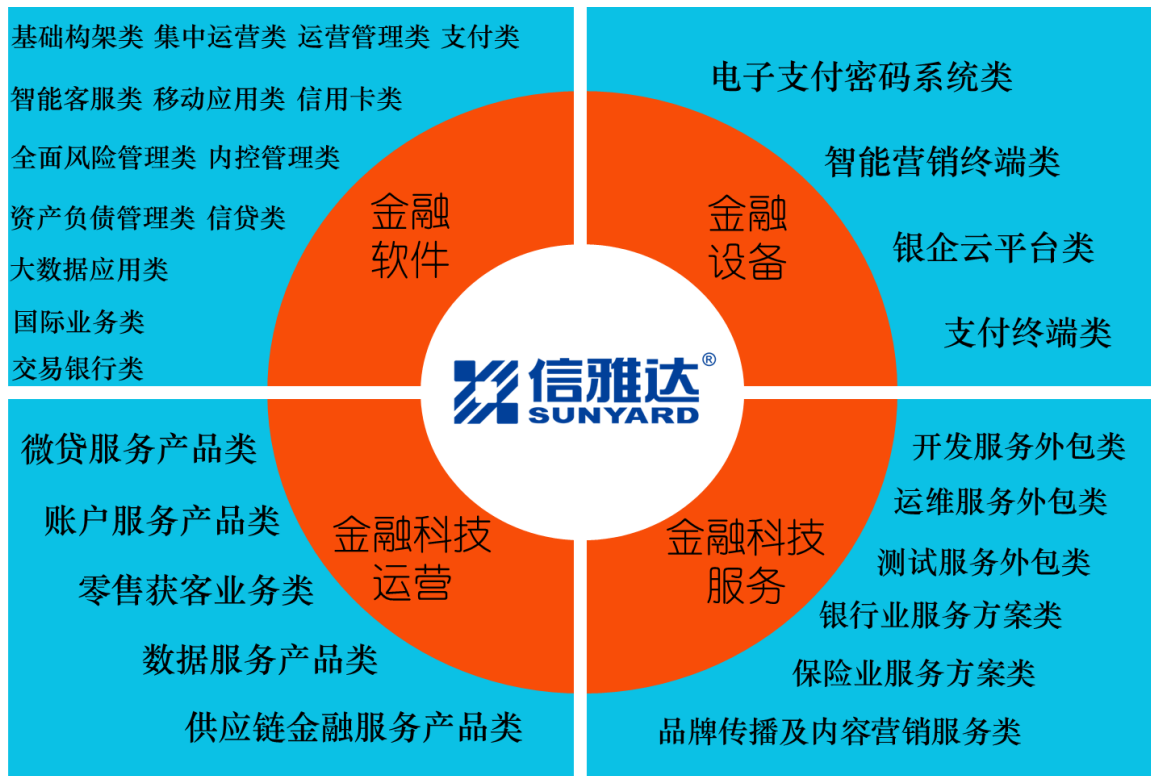 基础构架类 集中运营类 运营管理类 支付类
智能客服类 移动应用类 信用卡类
全面风险管理类 内控管理类
资产负债管理类 信贷类
大数据应用类
国际业务类
交易银行类
金融
软件
电子支付密码系统类
智能营销终端类
银企云平台类
支付终端类
金融
设备
信雅达®
SUNYARD
微贷服务产品类
账户服务产品类
零售获客业务类
数据服务产品类
供应链金融服务产品类
金融科技
运营
开发服务外包类
运维服务外包类
测试服务外包类
银行业服务方案类
保险业服务方案类
品牌传播及内容营销服务类
金融科技
服务